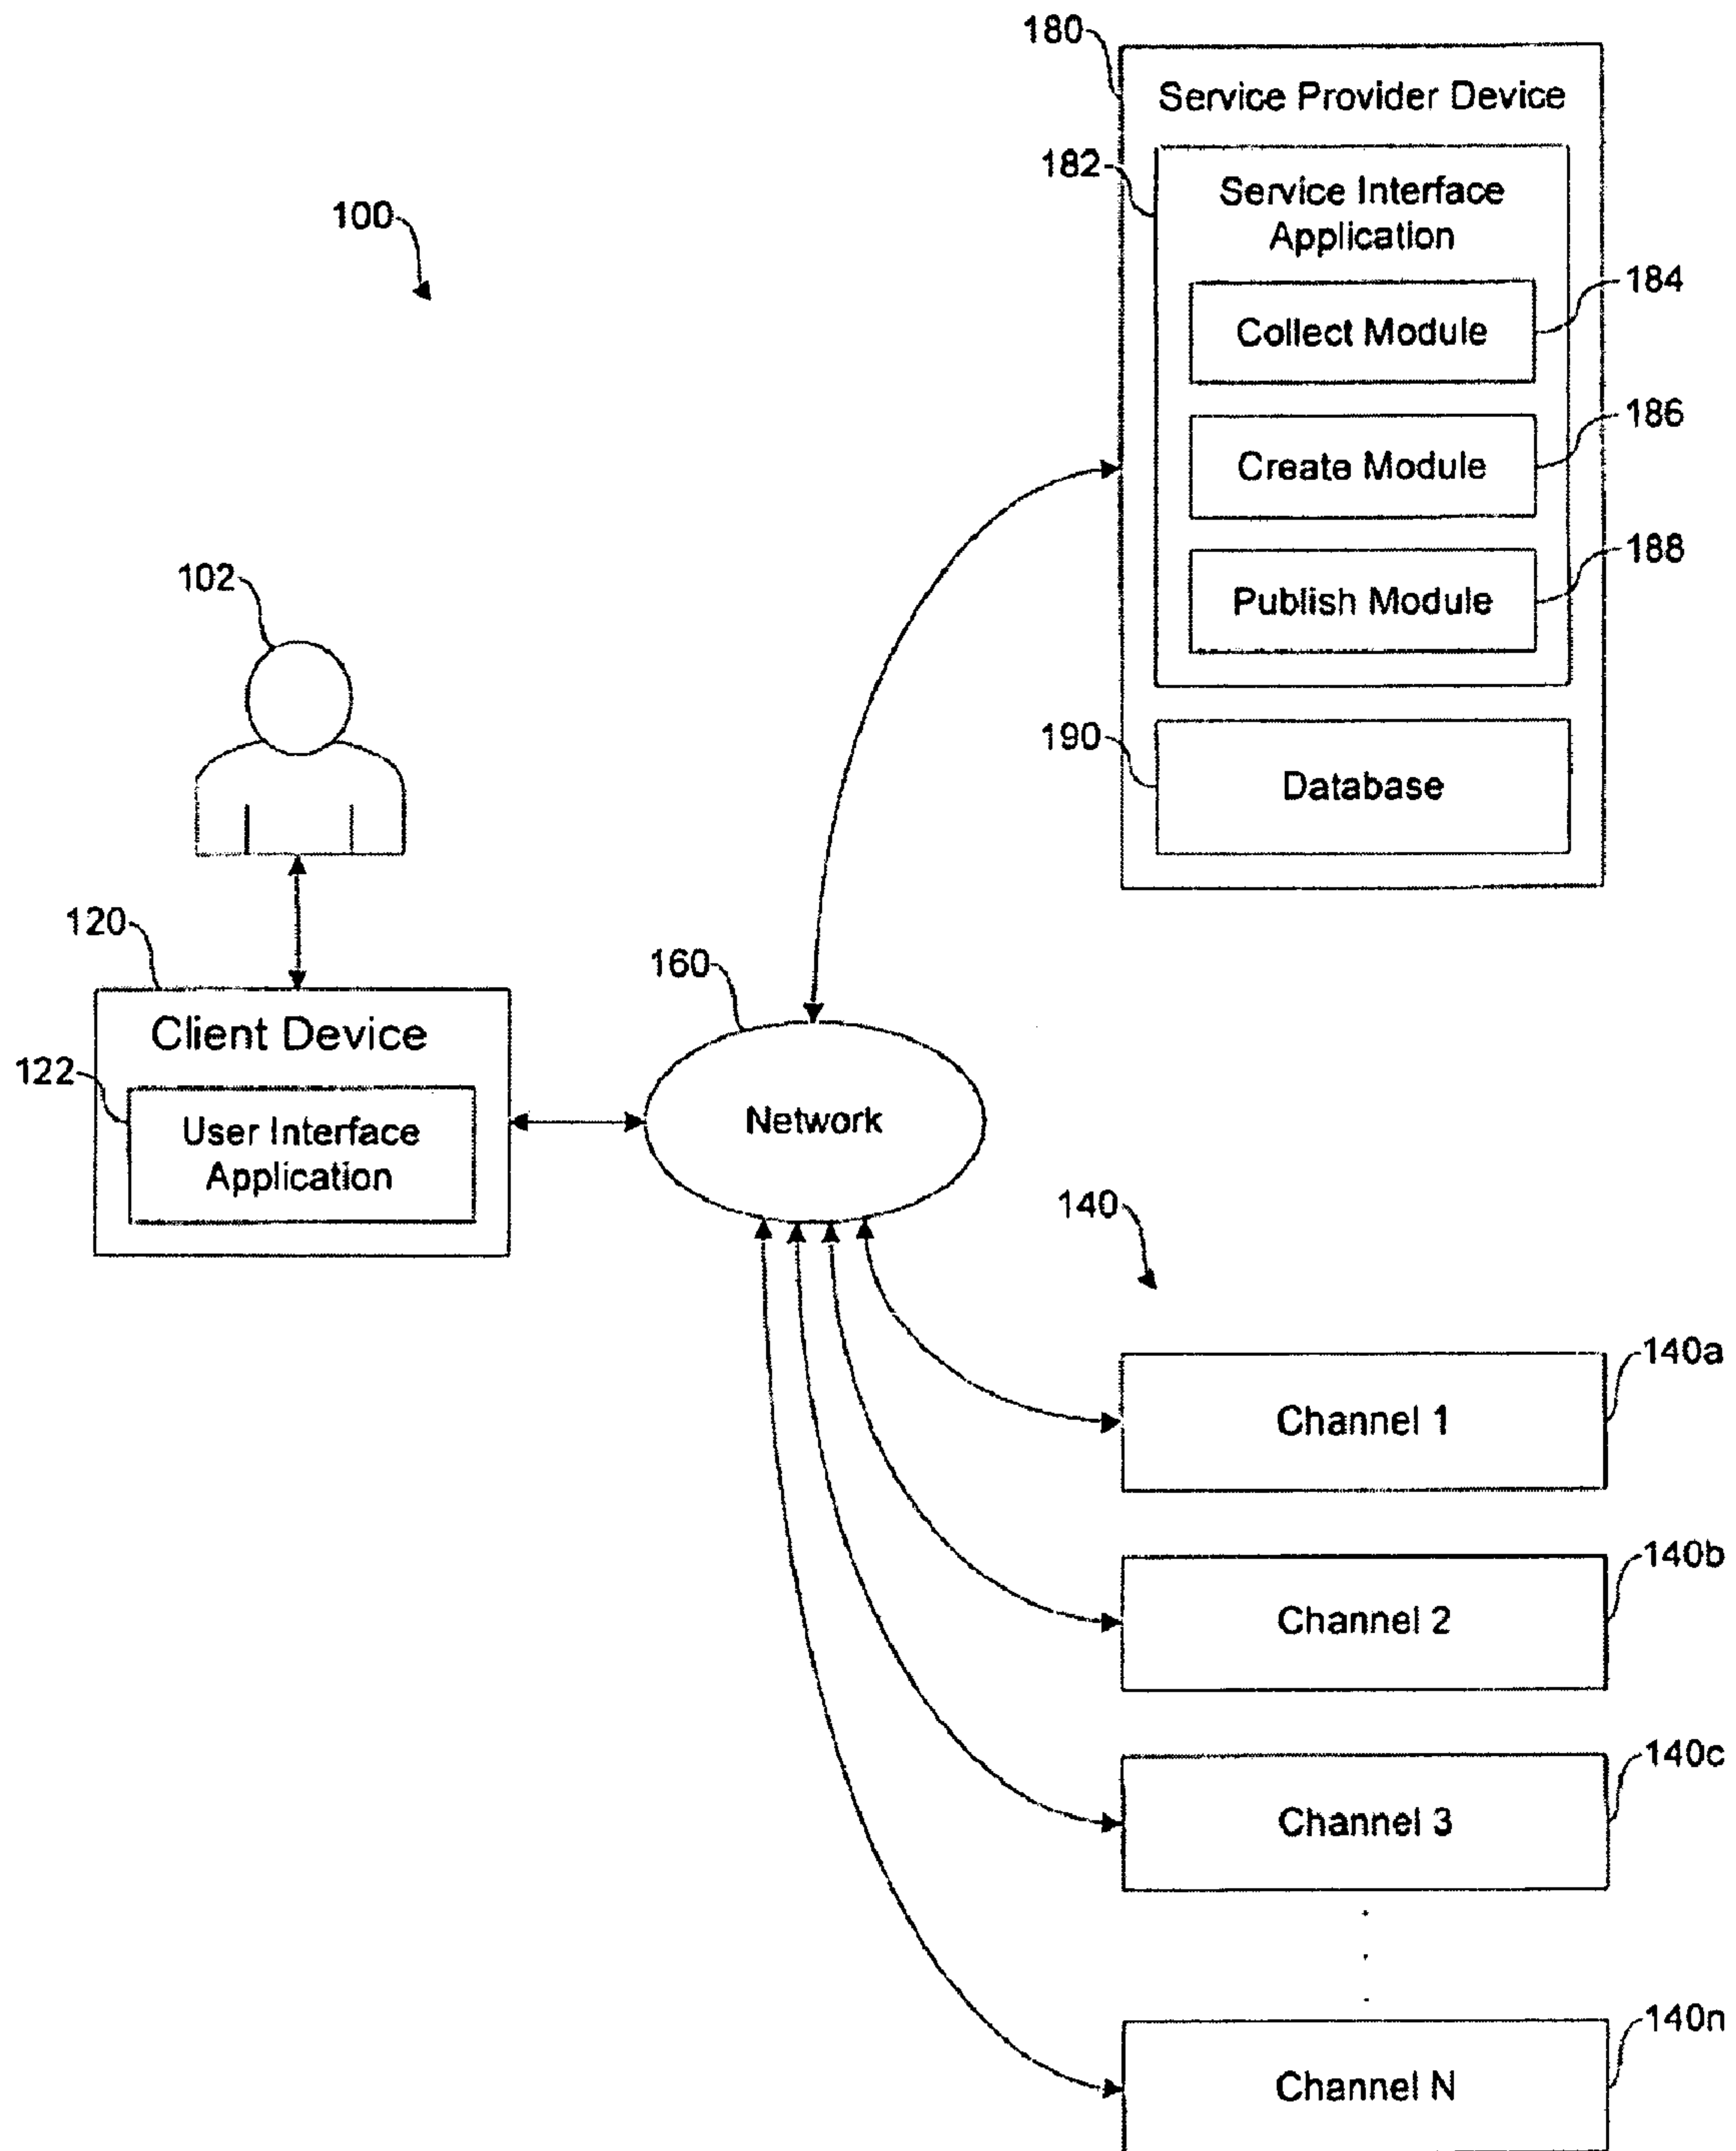 180
Service Provider Device
182
Service Interface
Application
184
Collect Module
186
Create Module
188
Publish Module
190
Database
100
102
120
Client Device
122
User Interface
Application
160
Network
140
140a
Channel 1
140b
Channel 2
140c
Channel 3
140n
Channel N